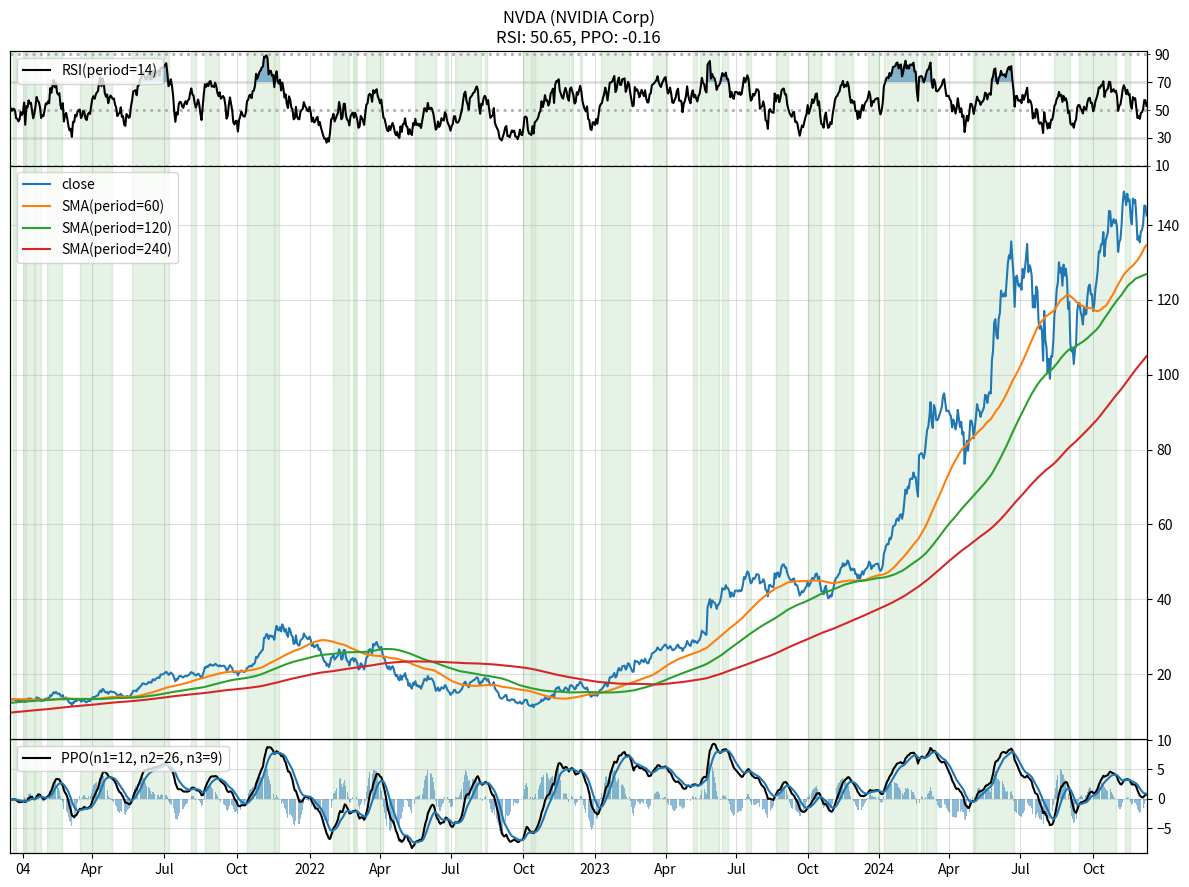 NVDA (NVIDIA Corp)
RSI: 50.65, PPO: -0.16
RSI(period=14)
90
70
50
30
10
close
SMA(period=60)
SMA(period=120)
SMA(period=240)
140
120
100
80
60
40
20
PPO(n1=12, n2=26, n3=9)
10
5
0
−5
04 Apr Jul Oct 2022 Apr Jul Oct 2023 Apr Jul Oct 2024 Apr Jul Oct